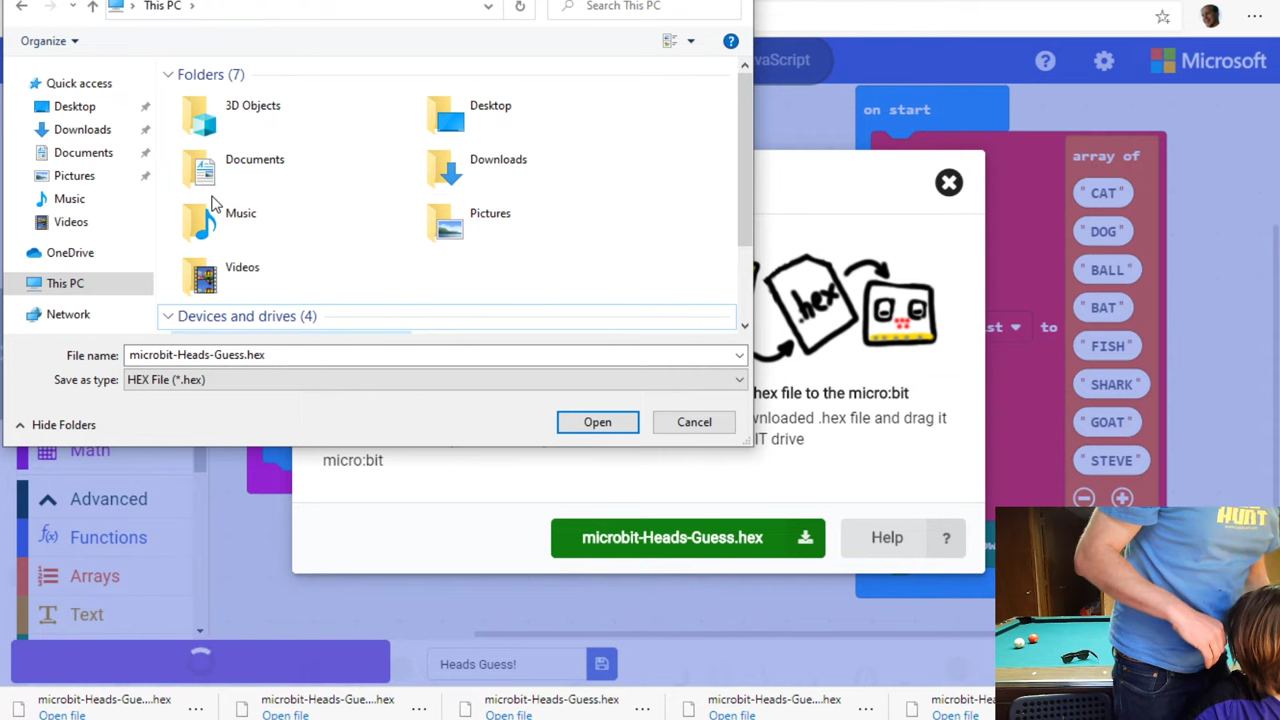 This PC
Search This PC
Organize
Quick access
Desktop
Downloads
Documents
Pictures
Music
Videos
OneDrive
This PC
Network
Folders (7)
3D Objects
Desktop
Documents
Downloads
Music
Pictures
Videos
Devices and drives (4)
File name:
microbit-Heads-Guess.hex
Save as type:
HEX File (*.hex)
Hide Folders
Open
Cancel
vaScript
?
Microsoft
on start
array of
" CAT "
" DOG "
" BALL "
" BAT "
" FISH "
" SHARK "
" GOAT "
" STEVE "
st to
.hex
hex file to the micro:bit
wnloaded .hex file and drag it
IT drive
micro:bit
microbit-Heads-Guess.hex
Help ?
Math
Advanced
Functions
Arrays
Text
Heads Guess!
HUNT
microbit-Heads-Gue....hex
Open file
microbit-Heads-Gue....hex
Open file
microbit-Heads-Guess.hex
Open file
microbit-Heads-Gue....hex
Open file
microbit-Heads-Gue
Open file